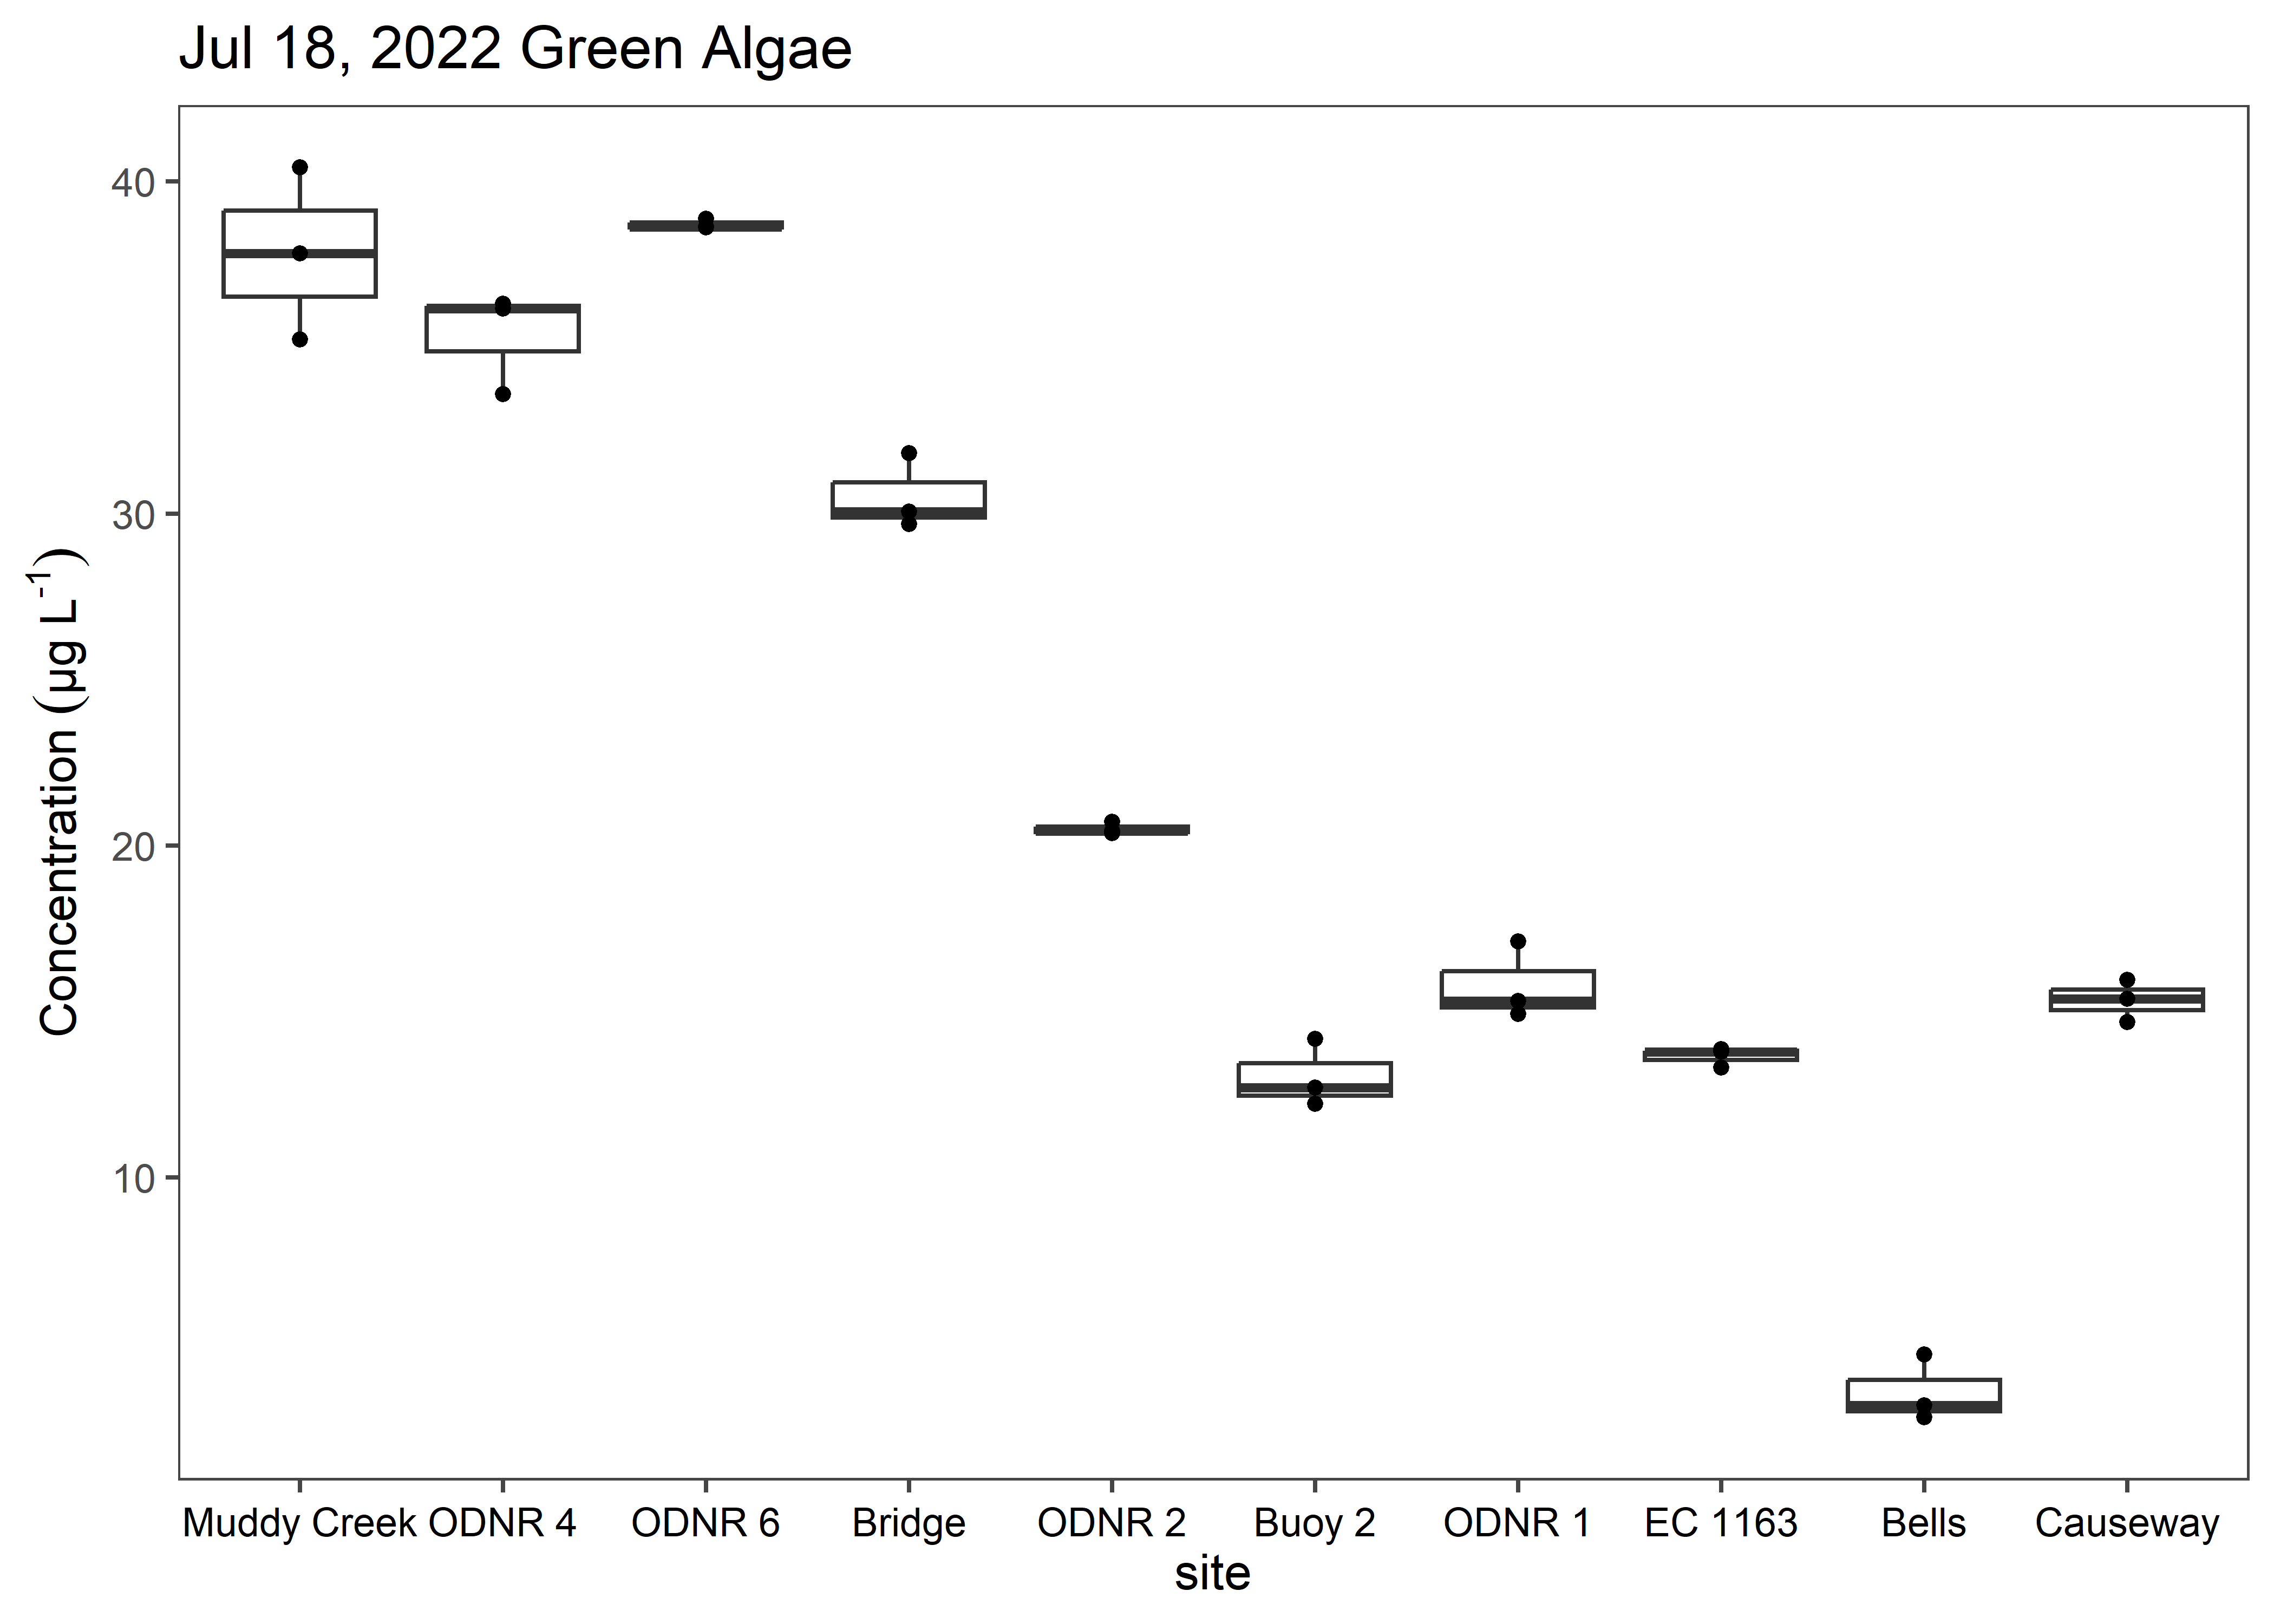 Jul 18, 2022 Green Algae
Concentration (µg L⁻¹)
40
30
20
10
Muddy Creek ODNR 4 ODNR 6 Bridge ODNR 2 Buoy 2 ODNR 1 EC 1163 Bells Causeway
site